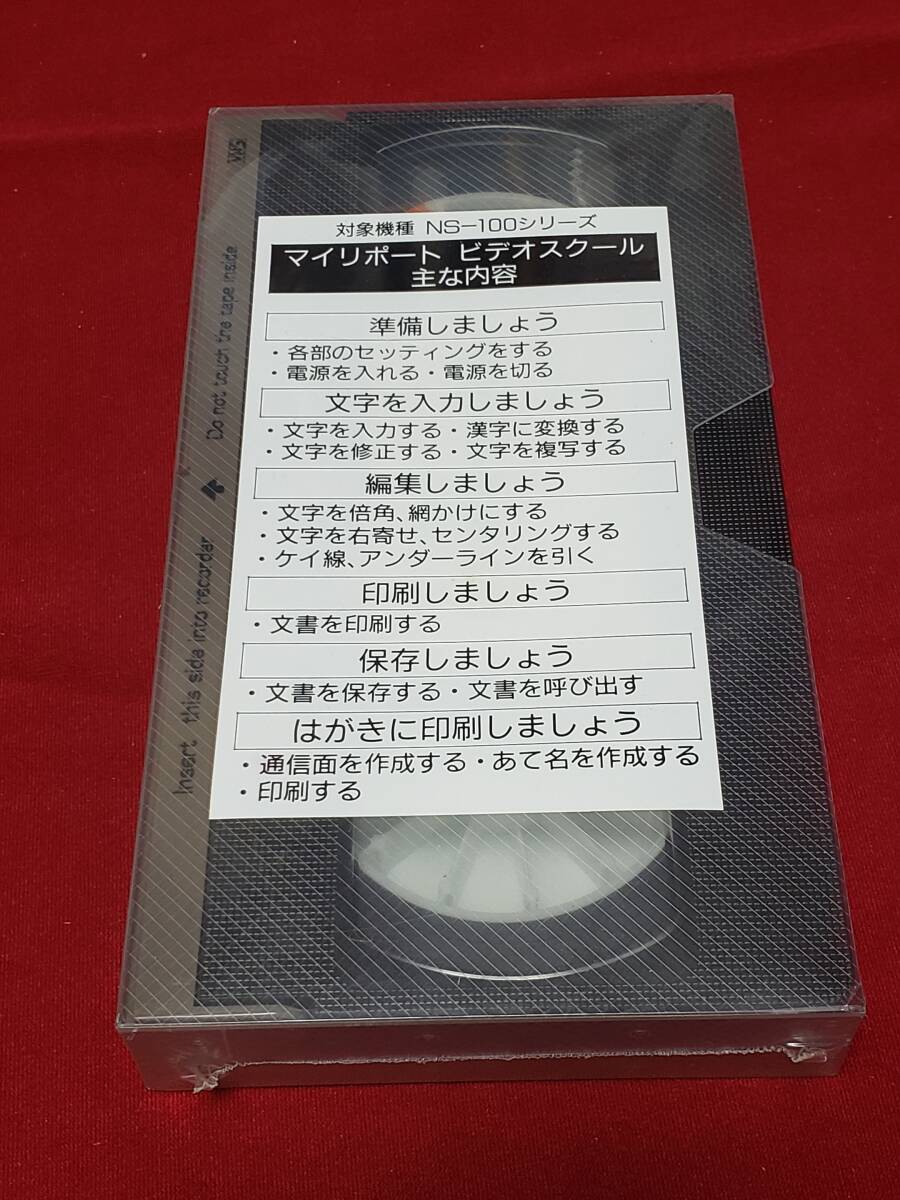 対象機種 NS-100シリーズ
マイリポート ビデオスクール
主な内容
準備しましょう
・各部のセッティングをする
・電源を入れる・電源を切る
文字を入力しましょう
・文字を入力する・漢字に変換する
・文字を修正する・文字を複写する
編集しましょう
・文字を倍角、網かけにする
・文字を右寄せ、センタリングする
・ケイ線、アンダーラインを引く
印刷しましょう
・文書を印刷する
保存しましょう
・文書を保存する・文書を呼び出す
はがきに印刷しましょう
・通信面を作成する・あて名を作成する
・印刷する
Insert this side into recorder
Do not touch the tape inside
VHS